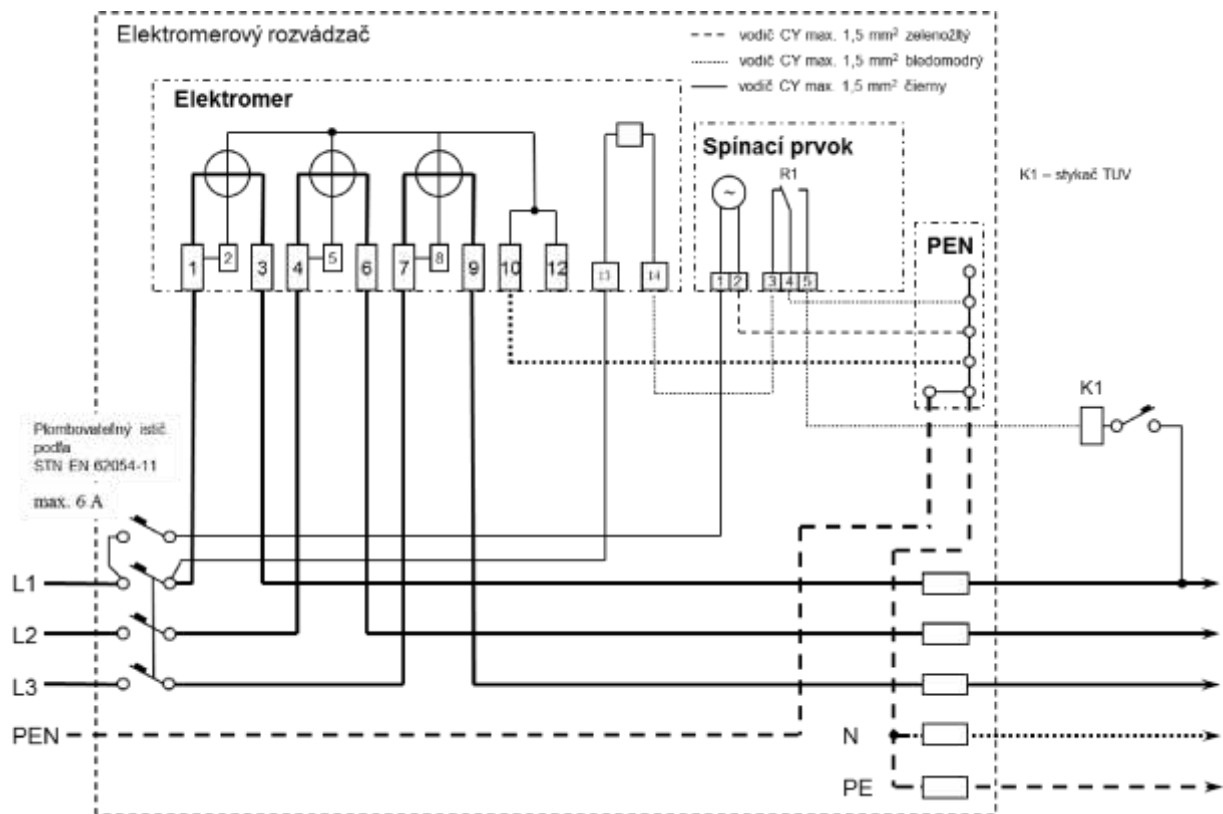 Elektromerový rozvádzač
vodič CY max. 1,5 mm² zelenožltý
vodič CY max. 1,5 mm² bledomodrý
vodič CY max. 1,5 mm² čierny
Elektromer
Spínací prvok
R1
~
K1 – stykač TUV
PEN
1 2 3 4 5 6 7 8 9 10 12 13 14
1 2 3 4 5
K1
Plombovateľný istič
podľa
STN EN 62054-11
max. 6 A
L1
L2
L3
PEN
N
PE